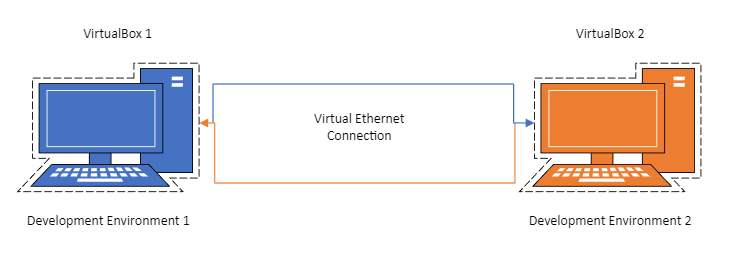 VirtualBox 1
VirtualBox 2
Virtual Ethernet
Connection
Development Environment 1
Development Environment 2